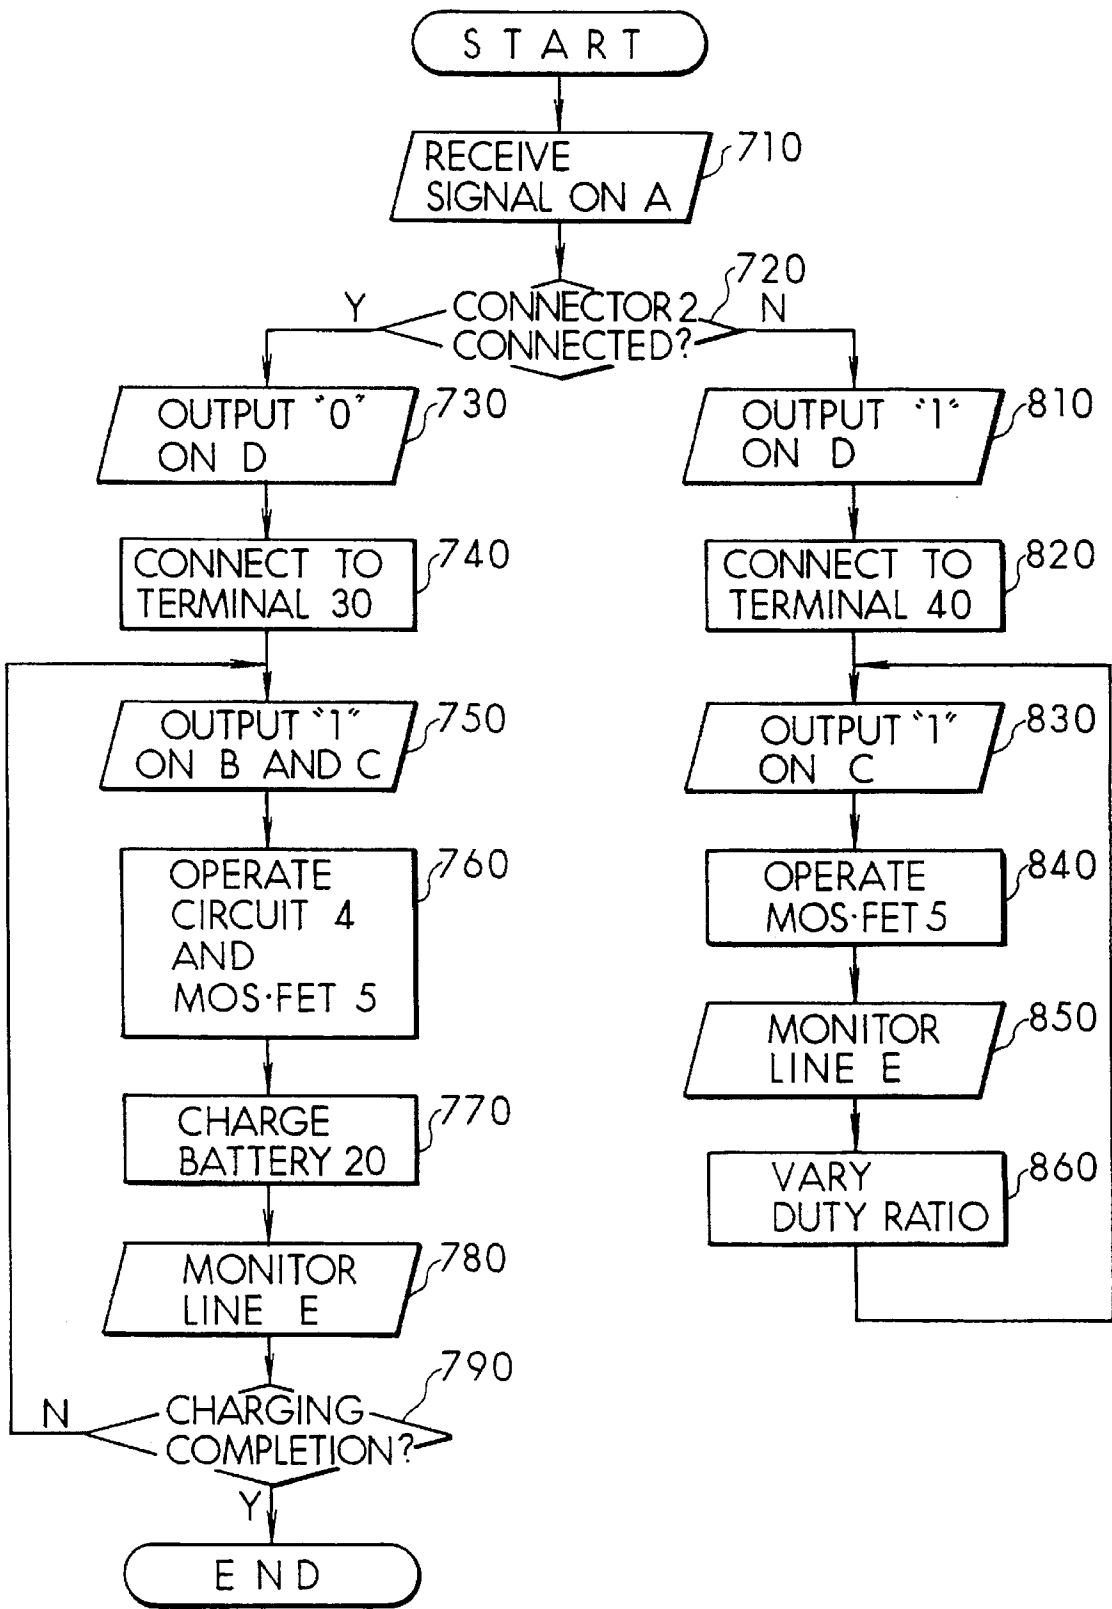 START
RECEIVE
SIGNAL ON A
710
720
CONNECTOR 2
CONNECTED?
Y
N
OUTPUT "0"
ON D
730
CONNECT TO
TERMINAL 30
740
OUTPUT "1"
ON B AND C
750
OPERATE
CIRCUIT 4
AND
MOS·FET 5
760
CHARGE
BATTERY 20
770
MONITOR
LINE E
780
790
CHARGING
COMPLETION?
N
Y
END
OUTPUT "1"
ON D
810
CONNECT TO
TERMINAL 40
820
OUTPUT "1"
ON C
830
OPERATE
MOS·FET 5
840
MONITOR
LINE E
850
VARY
DUTY RATIO
860